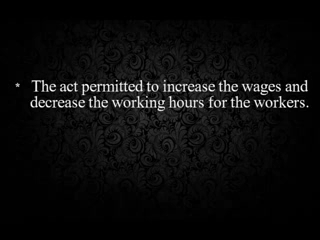 * The act permitted to increase the wages and
decrease the working hours for the workers.